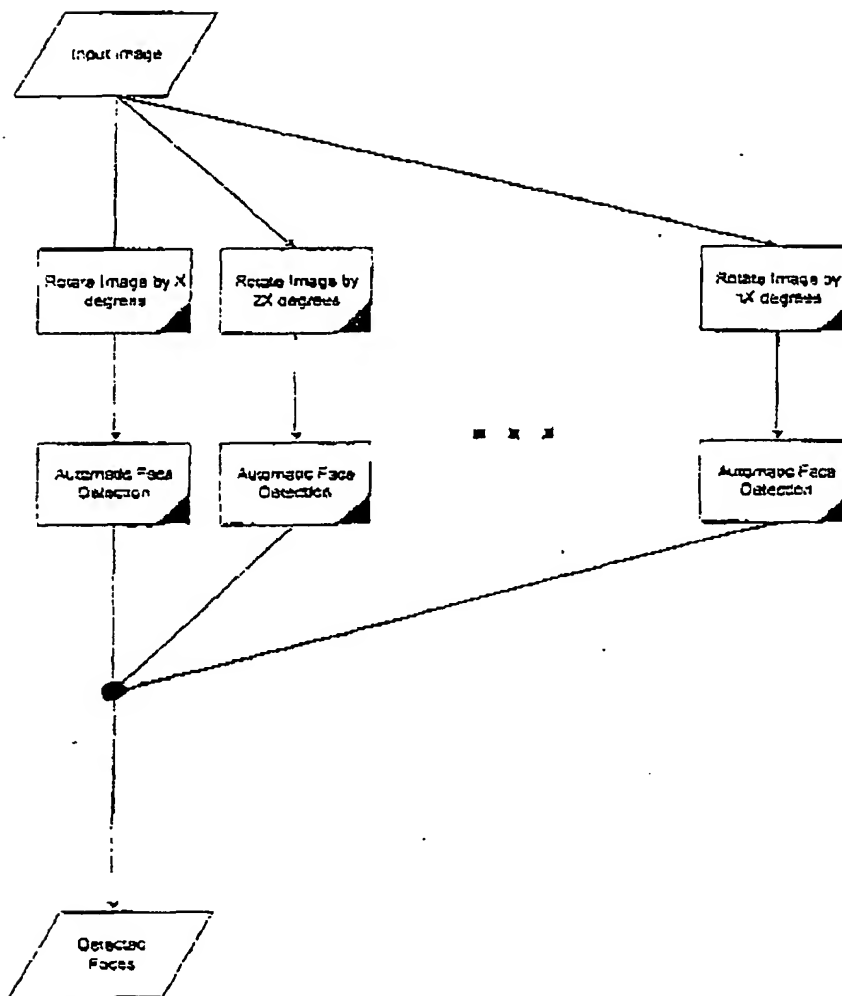 Input Image
Rotate Image by X
degrees
Rotate Image by
2X degrees
Rotate Image by
nX degrees
Automatic Face
Detection
Automatic Face
Detection
Automatic Face
Detection
Detected
Faces